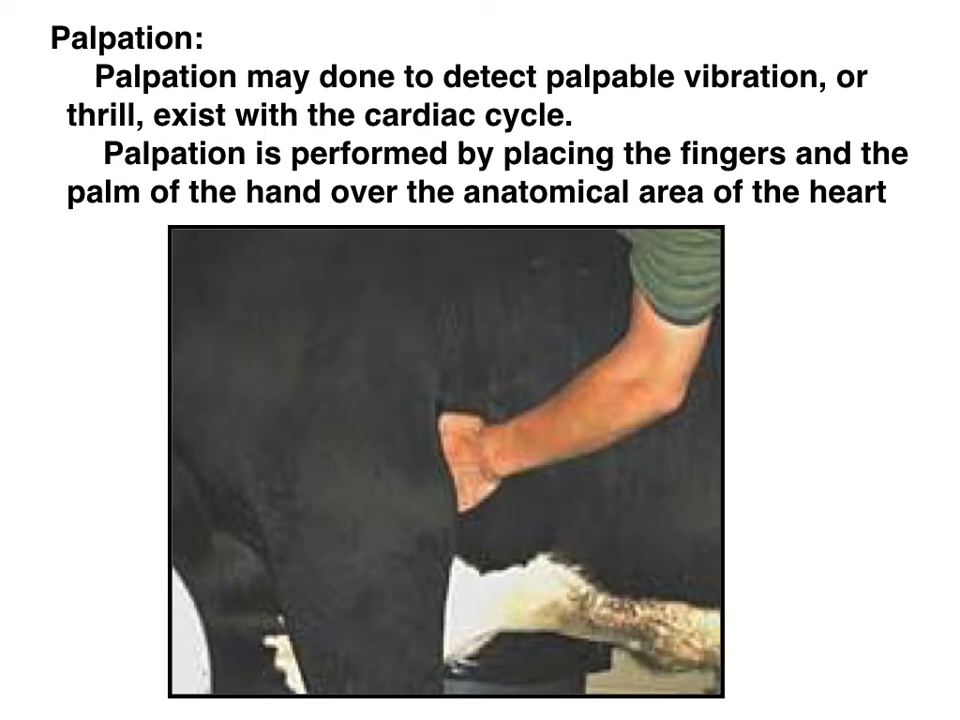 Palpation:
Palpation may done to detect palpable vibration, or
thrill, exist with the cardiac cycle.
Palpation is performed by placing the fingers and the
palm of the hand over the anatomical area of the heart